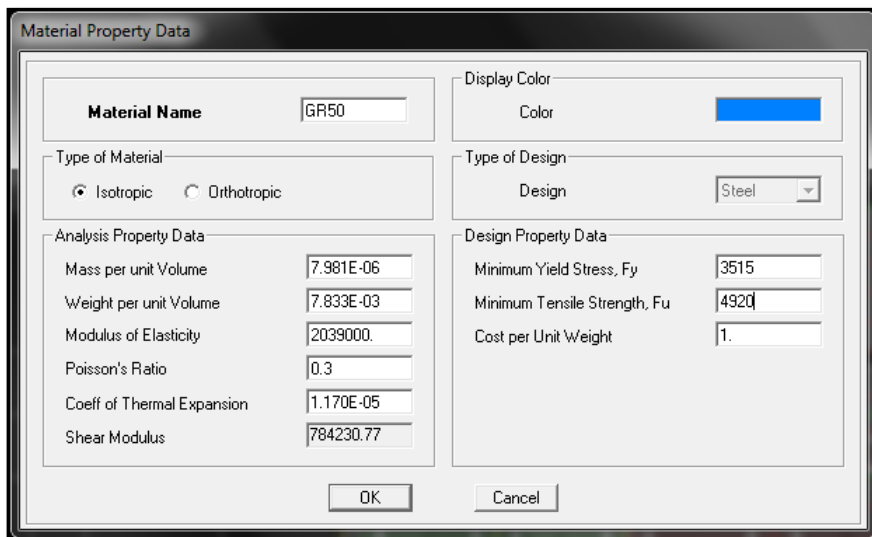 Material Property Data
Material Name GR50
Display Color
Color
Type of Material
Isotropic Orthotropic
Type of Design
Design Steel
Analysis Property Data
Mass per unit Volume 7.981E-06
Weight per unit Volume 7.833E-03
Modulus of Elasticity 2039000.
Poisson's Ratio 0.3
Coeff of Thermal Expansion 1.170E-05
Shear Modulus 784230.77
Design Property Data
Minimum Yield Stress, Fy 3515
Minimum Tensile Strength, Fu 4920
Cost per Unit Weight 1.
OK Cancel